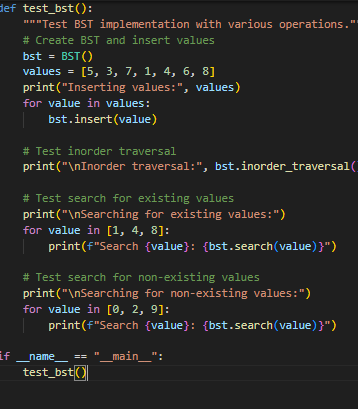 def test_bst():
    """Test BST implementation with various operations.""
    # Create BST and insert values
    bst = BST()
    values = [5, 3, 7, 1, 4, 6, 8]
    print("Inserting values:", values)
    for value in values:
        bst.insert(value)
    # Test inorder traversal
    print("\nInorder traversal:", bst.inorder_traversal(
    # Test search for existing values
    print("\nSearching for existing values:")
    for value in [1, 4, 8]:
        print(f"Search {value}: {bst.search(value)}")
    # Test search for non-existing values
    print("\nSearching for non-existing values:")
    for value in [0, 2, 9]:
        print(f"Search {value}: {bst.search(value)}")
if __name__ == "__main__":
    test_bst()